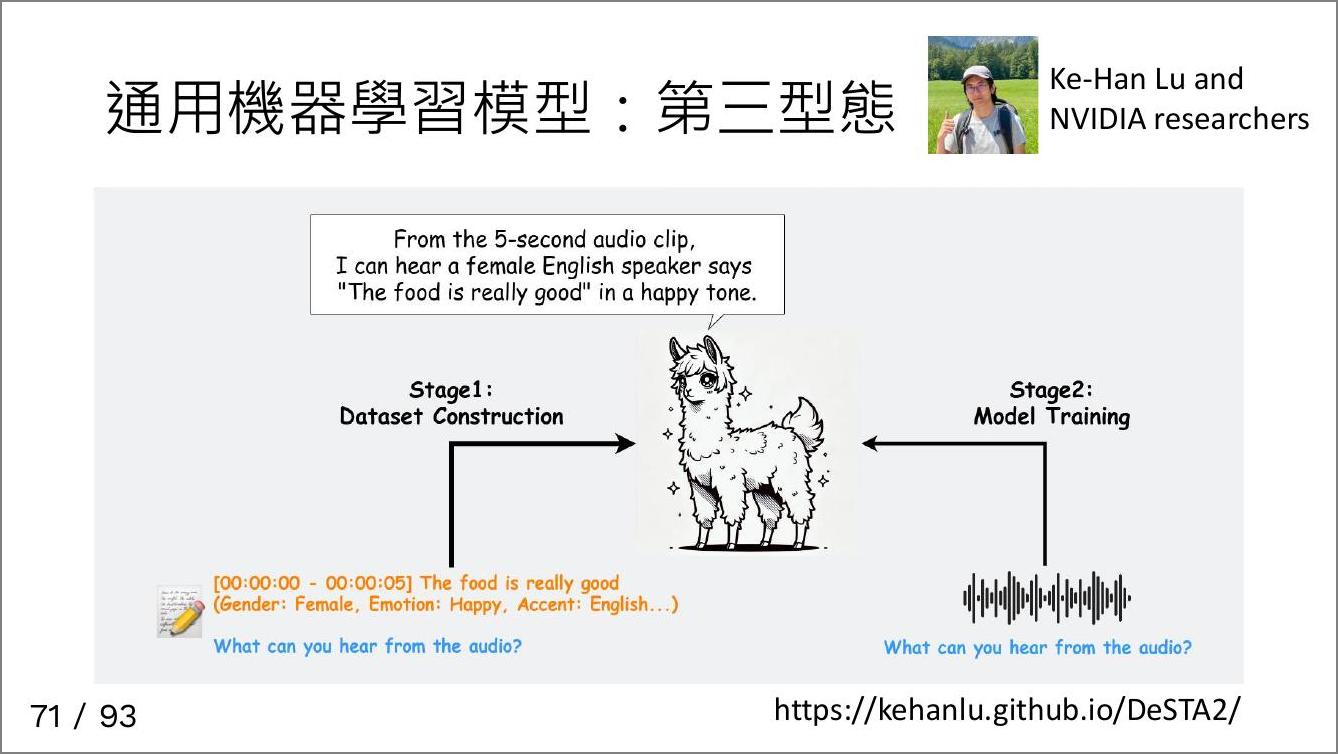 通用機器學習模型：第三型態
Ke-Han Lu and
NVIDIA researchers
From the 5-second audio clip,
I can hear a female English speaker says
"The food is really good" in a happy tone.
Stage1:
Dataset Construction
Stage2:
Model Training
[00:00:00 - 00:00:05] The food is really good
(Gender: Female, Emotion: Happy, Accent: English...)
What can you hear from the audio?
What can you hear from the audio?
71 / 93
https://kehanlu.github.io/DeSTA2/